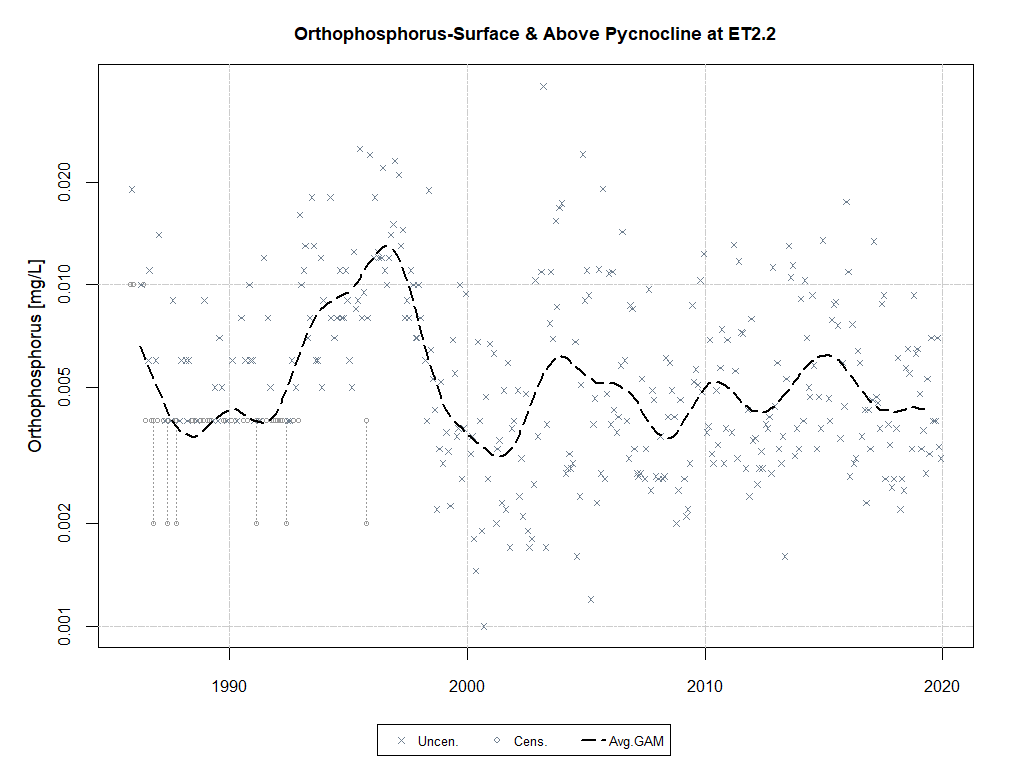 Orthophosphorus-Surface & Above Pycnocline at ET2.2
Orthophosphorus [mg/L]
0.020
0.010
0.005
0.002
0.001
1990 2000 2010 2020
Uncen. Cens. Avg.GAM